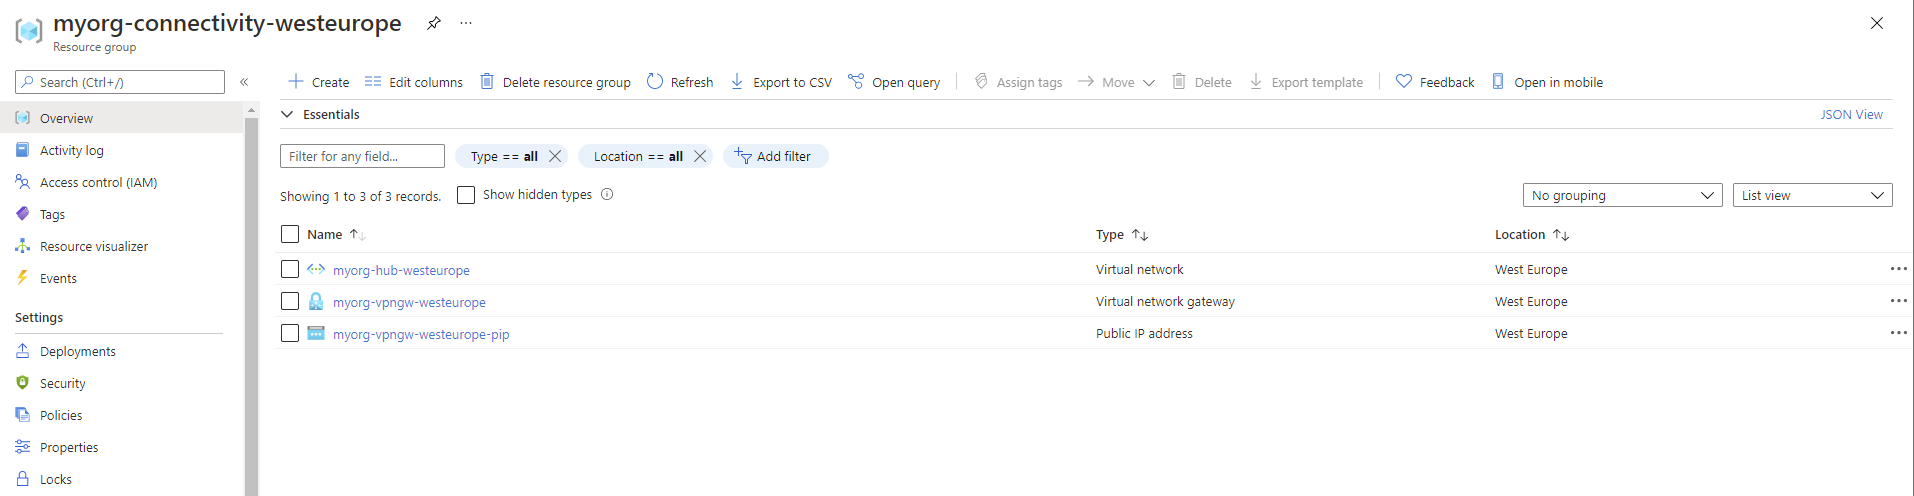 myorg-connectivity-westeurope ...
Resource group
Search (Ctrl+/) «
Create Edit columns Delete resource group Refresh Export to CSV Open query Assign tags Move Delete Export template Feedback Open in mobile
Overview
Activity log
Access control (IAM)
Tags
Resource visualizer
Events
Settings
Deployments
Security
Policies
Properties
Locks
Essentials JSON View
Filter for any field... Type == all Location == all Add filter
Showing 1 to 3 of 3 records. Show hidden types No grouping List view
Name Type Location
myorg-hub-westeurope Virtual network West Europe ...
myorg-vpngw-westeurope Virtual network gateway West Europe ...
myorg-vpngw-westeurope-pip Public IP address West Europe ...